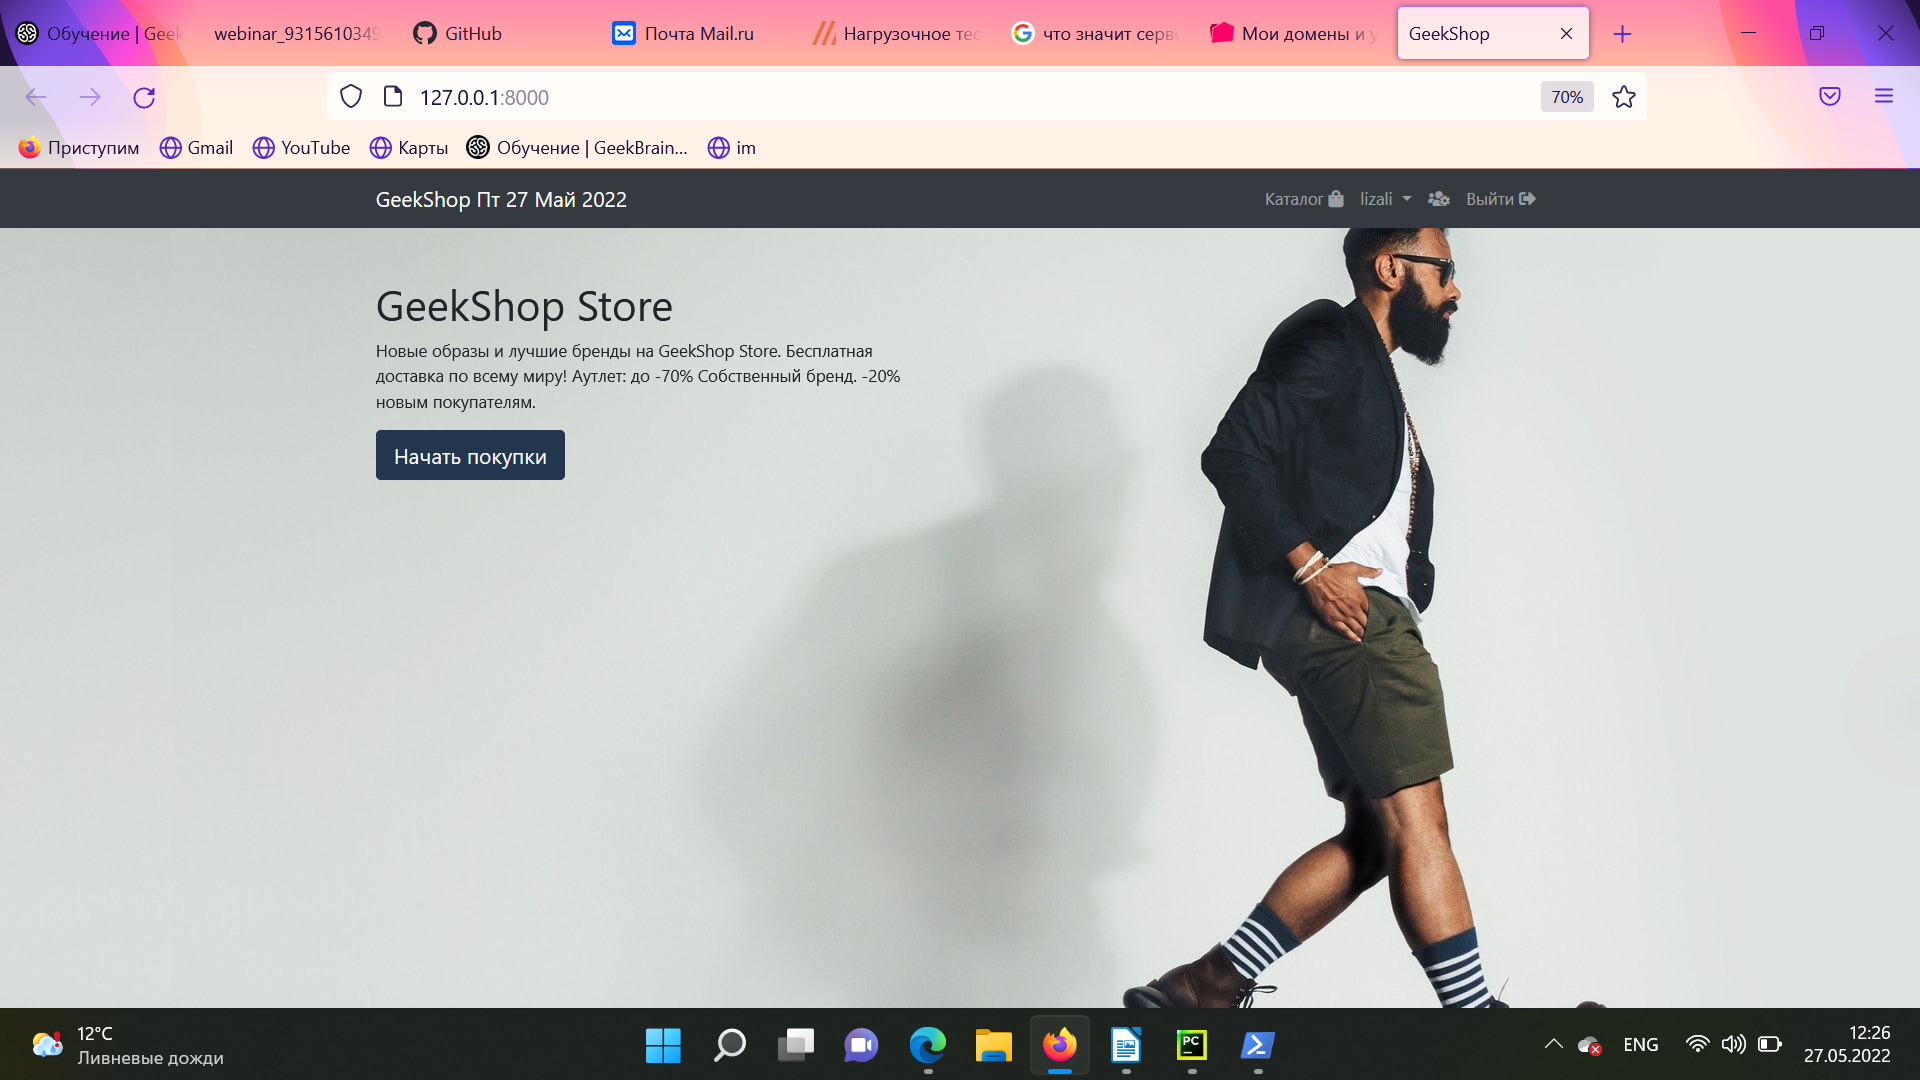 Обучение | Geek
webinar_9315610349
GitHub
Почта Mail.ru
Нагрузочное тес
что значит серве
Мои домены и у
GeekShop
127.0.0.1:8000
70%
Приступим
Gmail
YouTube
Карты
Обучение | GeekBrain...
im
GeekShop Пт 27 Май 2022
Каталог
lizali
Выйти
GeekShop Store
Новые образы и лучшие бренды на GeekShop Store. Бесплатная
доставка по всему миру! Аутлет: до -70% Собственный бренд. -20%
новым покупателям.
Начать покупки
12°C
Ливневые дожди
PC
ENG
12:26
27.05.2022